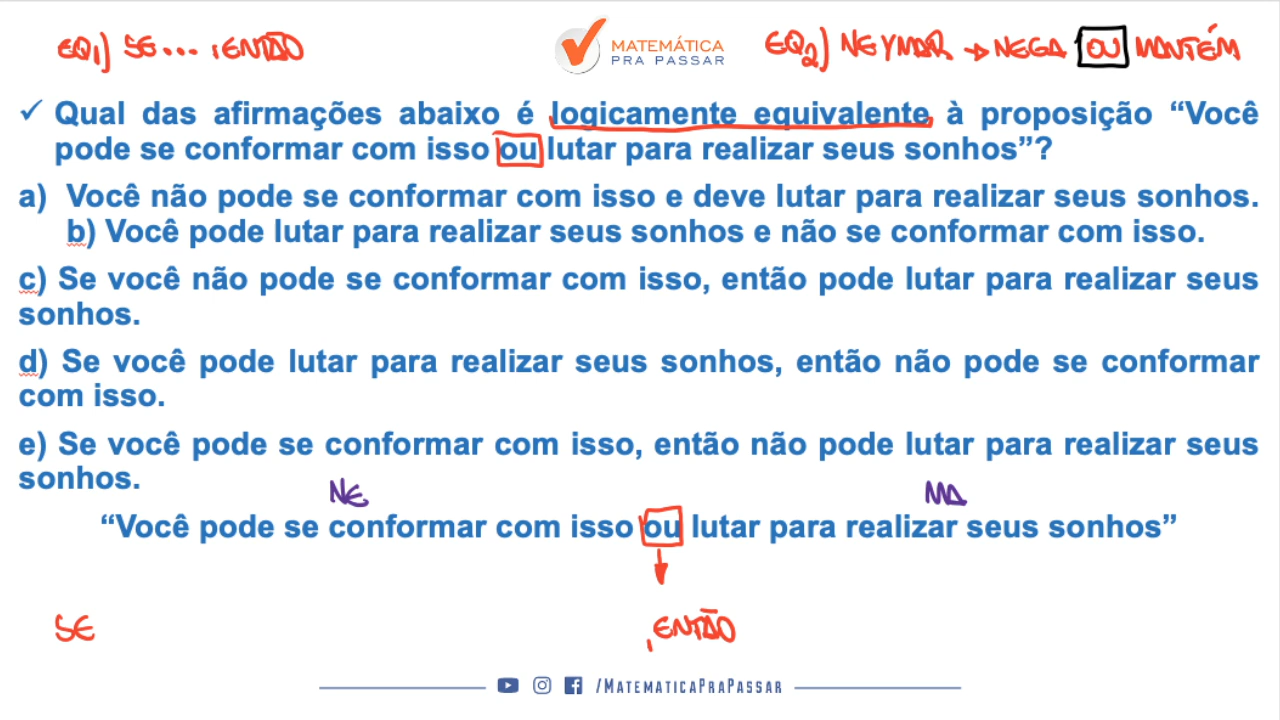 EQ1) SE... , ENTÃO
MATEMÁTICA
PRA PASSAR
EQ2) NEYMAR → NEGA OU MANTÉM
✓ Qual das afirmações abaixo é logicamente equivalente à proposição “Você
pode se conformar com isso ou lutar para realizar seus sonhos”?
a) Você não pode se conformar com isso e deve lutar para realizar seus sonhos.
b) Você pode lutar para realizar seus sonhos e não se conformar com isso.
c) Se você não pode se conformar com isso, então pode lutar para realizar seus
sonhos.
d) Se você pode lutar para realizar seus sonhos, então não pode se conformar
com isso.
e) Se você pode se conformar com isso, então não pode lutar para realizar seus
sonhos.
NE MA
“Você pode se conformar com isso ou lutar para realizar seus sonhos”
SE , ENTÃO
/MATEMATICAPRAPASSAR